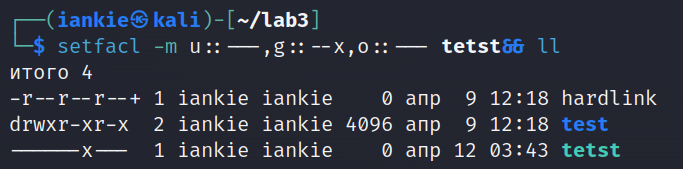 ┌──(iankie㉿kali)-[~/lab3]
└─$ setfacl -m u::---,g::--x,o::--- tetst&& ll
итого 4
-r--r--r--+ 1 iankie iankie    0 апр  9 12:18 hardlink
drwxr-xr-x  2 iankie iankie 4096 апр  9 12:18 test
------x---  1 iankie iankie    0 апр 12 03:43 tetst